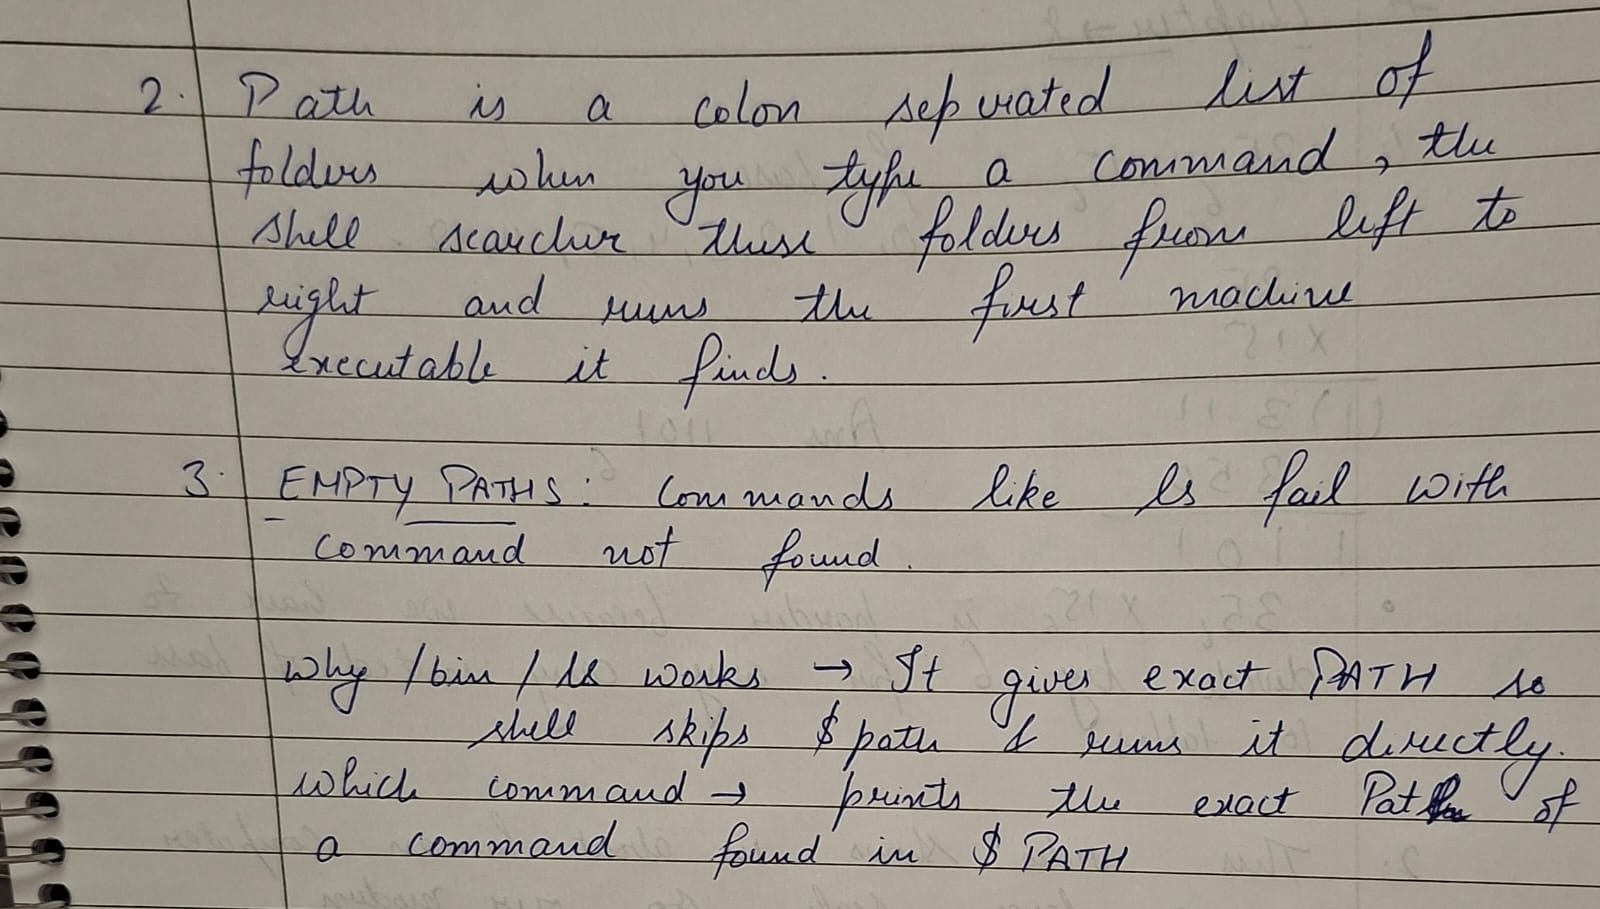 2. Path is a colon seperated list of
folders when you type a command, the
shell searches these folders from left to
right and runs the first machine
executable it finds.
3. EMPTY PATHS: Commands like ls fail with
command not found.
Why /bin/ls works → It gives exact PATH so
shell skips $path & runs it directly.
which command → prints the exact Path of
a command found in $PATH